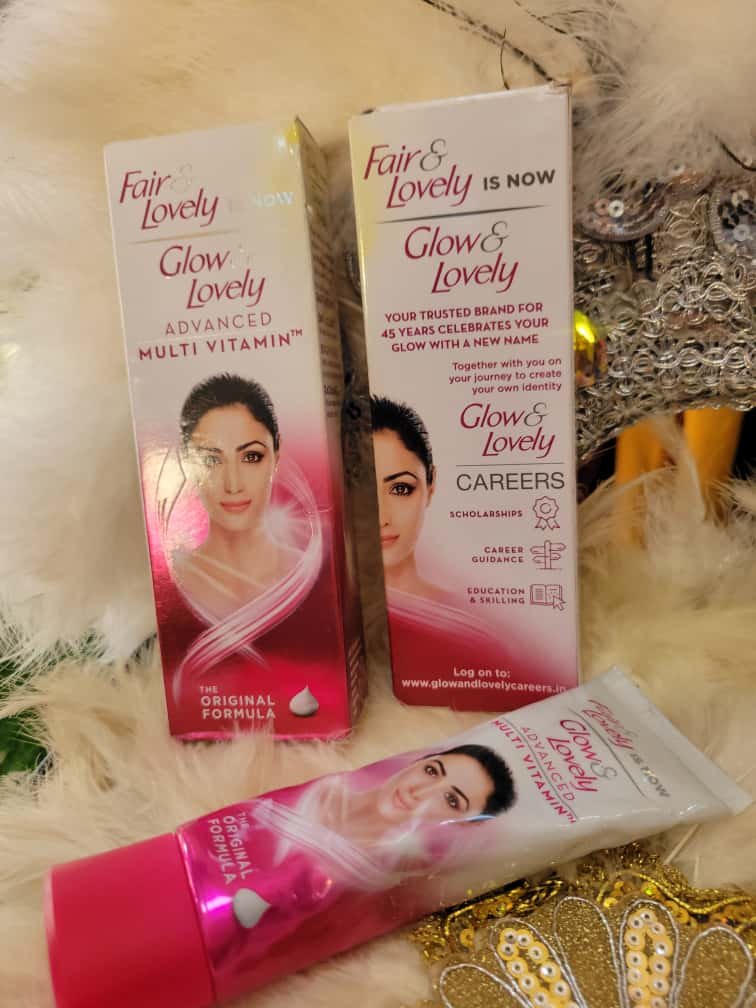 Fair &
Lovely IS NOW
Glow &
Lovely
ADVANCED
MULTI VITAMIN™
THE
ORIGINAL
FORMULA
Fair &
Lovely IS NOW
Glow &
Lovely
YOUR TRUSTED BRAND FOR
45 YEARS CELEBRATES YOUR
GLOW WITH A NEW NAME
Together with you on
your journey to create
your own identity
Glow &
Lovely
CAREERS
SCHOLARSHIPS
CAREER
GUIDANCE
EDUCATION
& SKILLING
Log on to:
www.glowandlovelycareers.in
Fair &
Lovely IS NOW
Glow &
Lovely
ADVANCED
MULTI VITAMIN™
THE
ORIGINAL
FORMULA